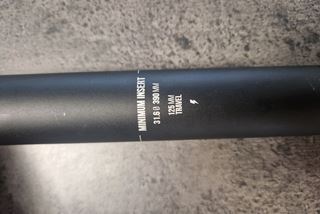 MINIMUM INSERT
31.6 Ø 390 MM
125 MM
TRAVEL